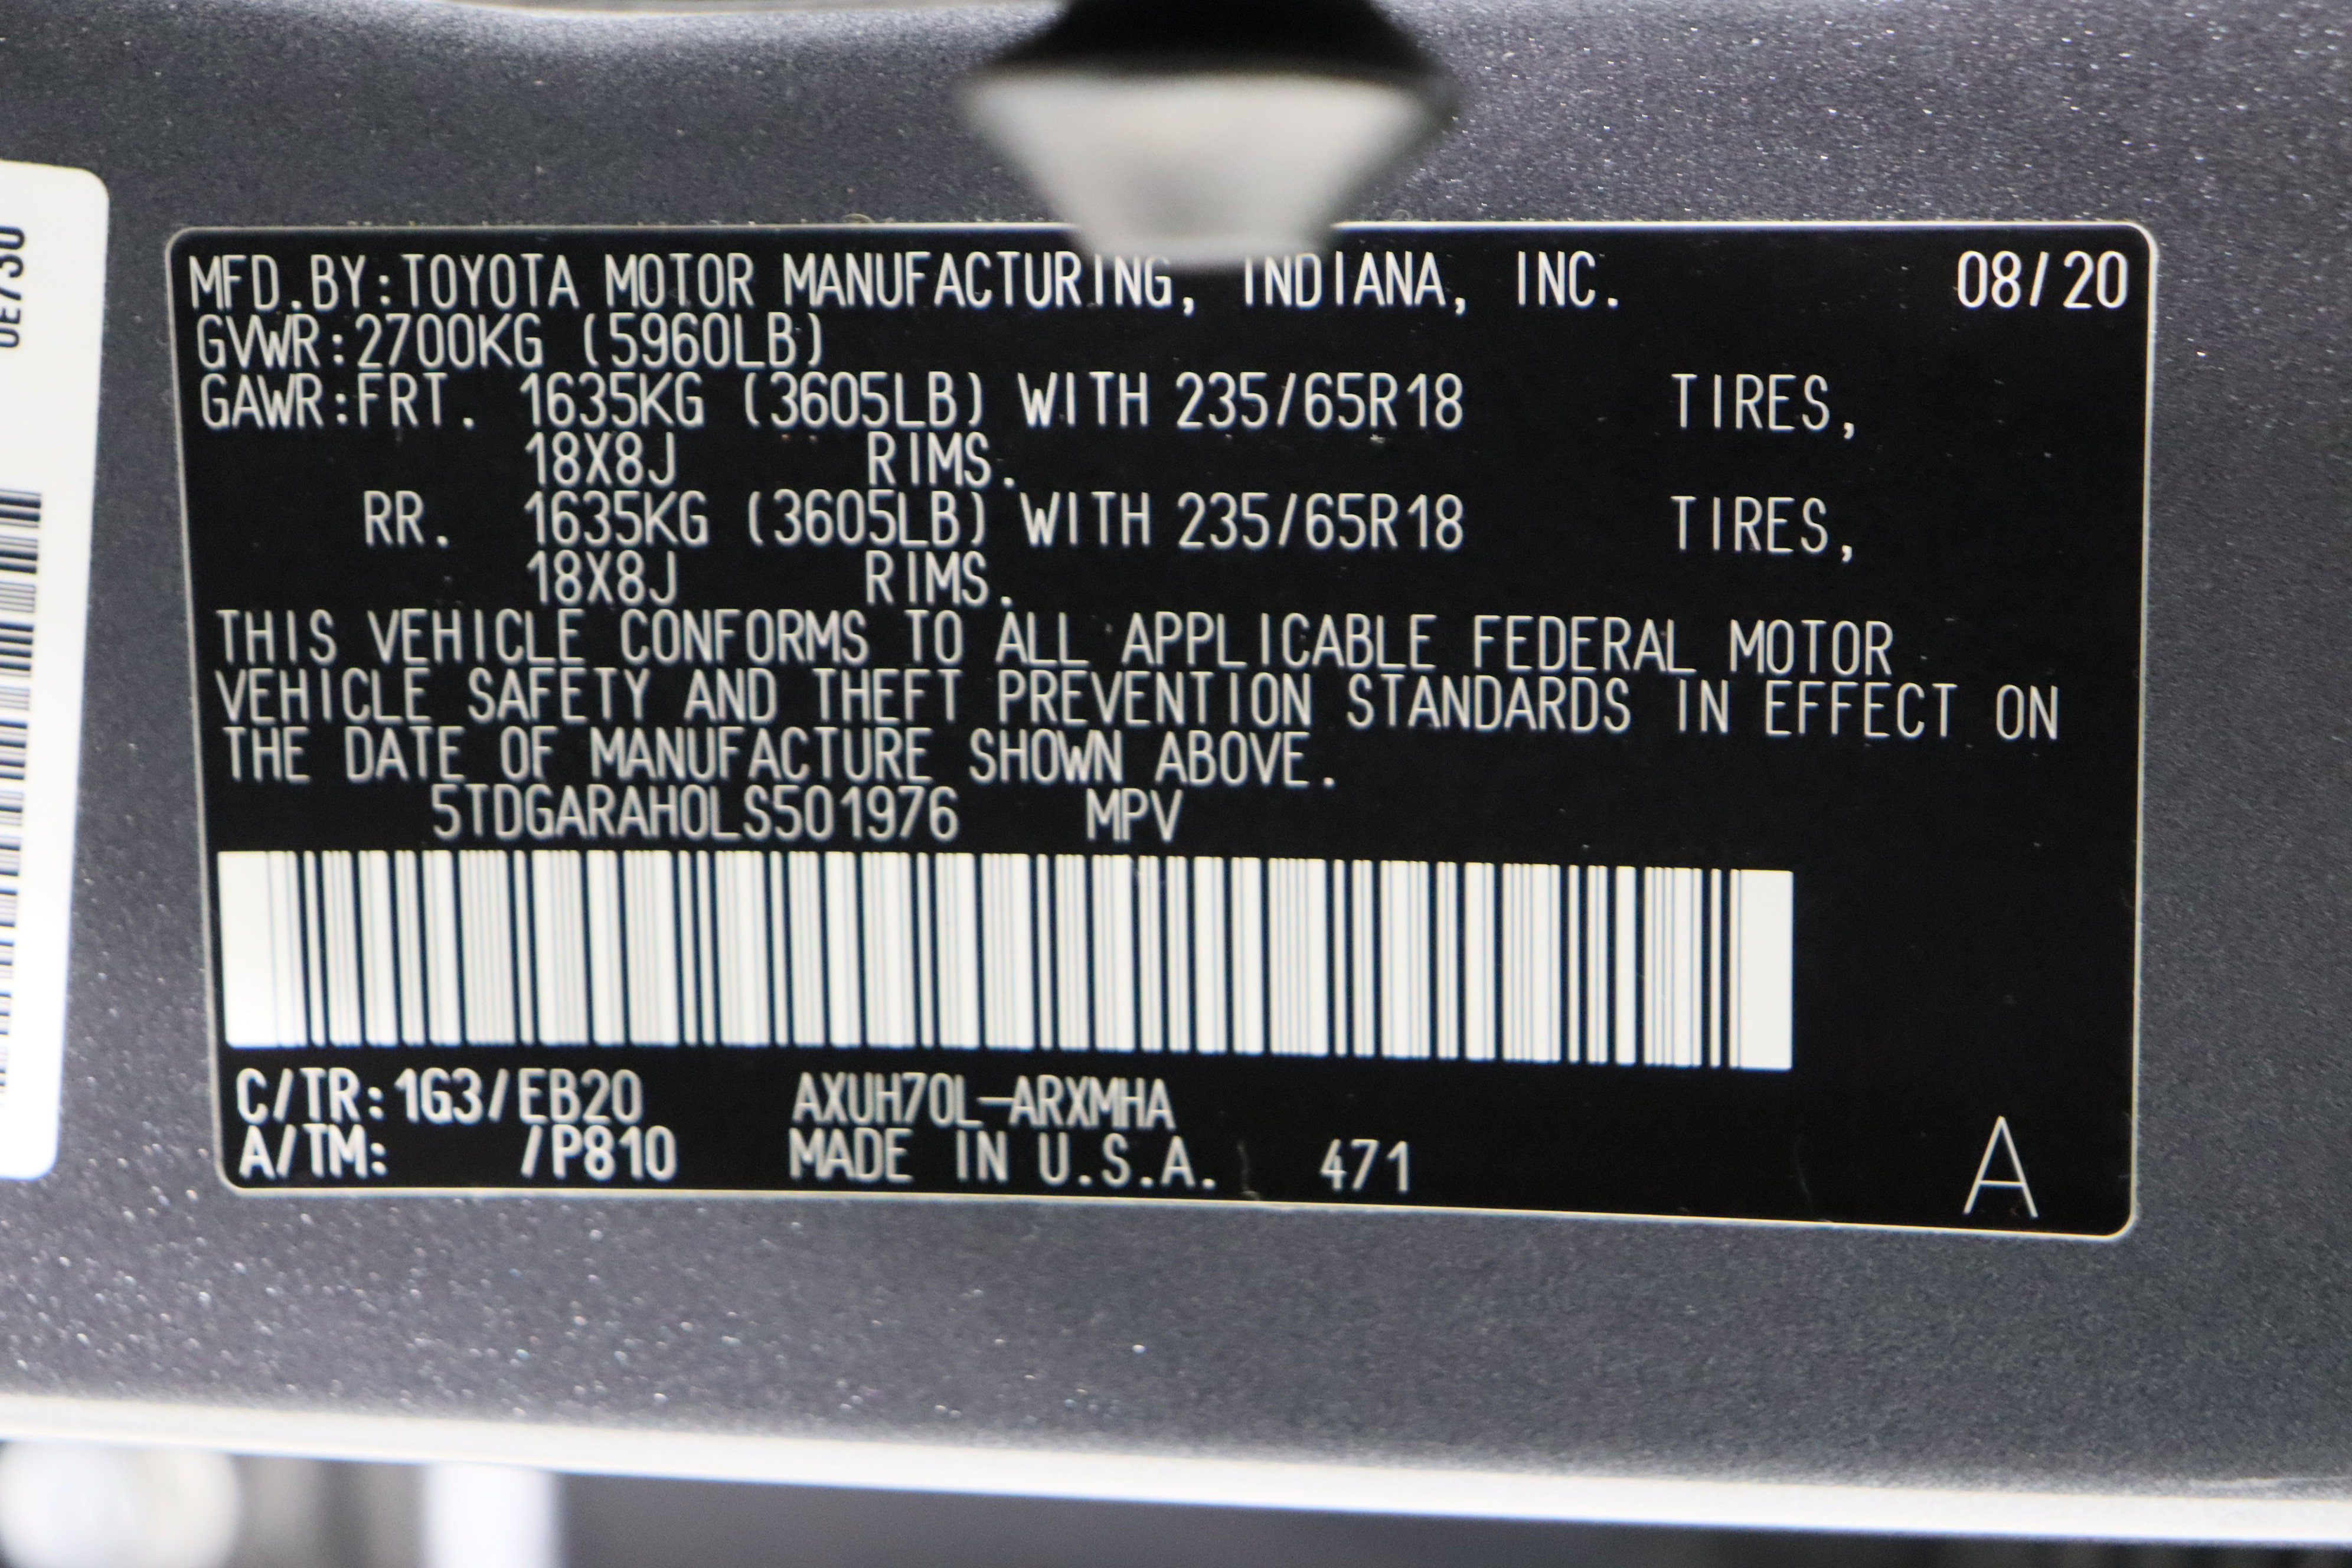 MFD.BY:TOYOTA MOTOR MANUFACTURING, INDIANA, INC. 08/20
GVWR:2700KG (5960LB)
GAWR:FRT. 1635KG (3605LB) WITH 235/65R18 TIRES,
18X8J RIMS.
RR. 1635KG (3605LB) WITH 235/65R18 TIRES,
18X8J RIMS.
THIS VEHICLE CONFORMS TO ALL APPLICABLE FEDERAL MOTOR
VEHICLE SAFETY AND THEFT PREVENTION STANDARDS IN EFFECT ON
THE DATE OF MANUFACTURE SHOWN ABOVE.
5TDGARAH0LS501976 MPV
C/TR:1G3/EB20 AXUH70L-ARXMHA
A/TM: /P810 MADE IN U.S.A. 471
A